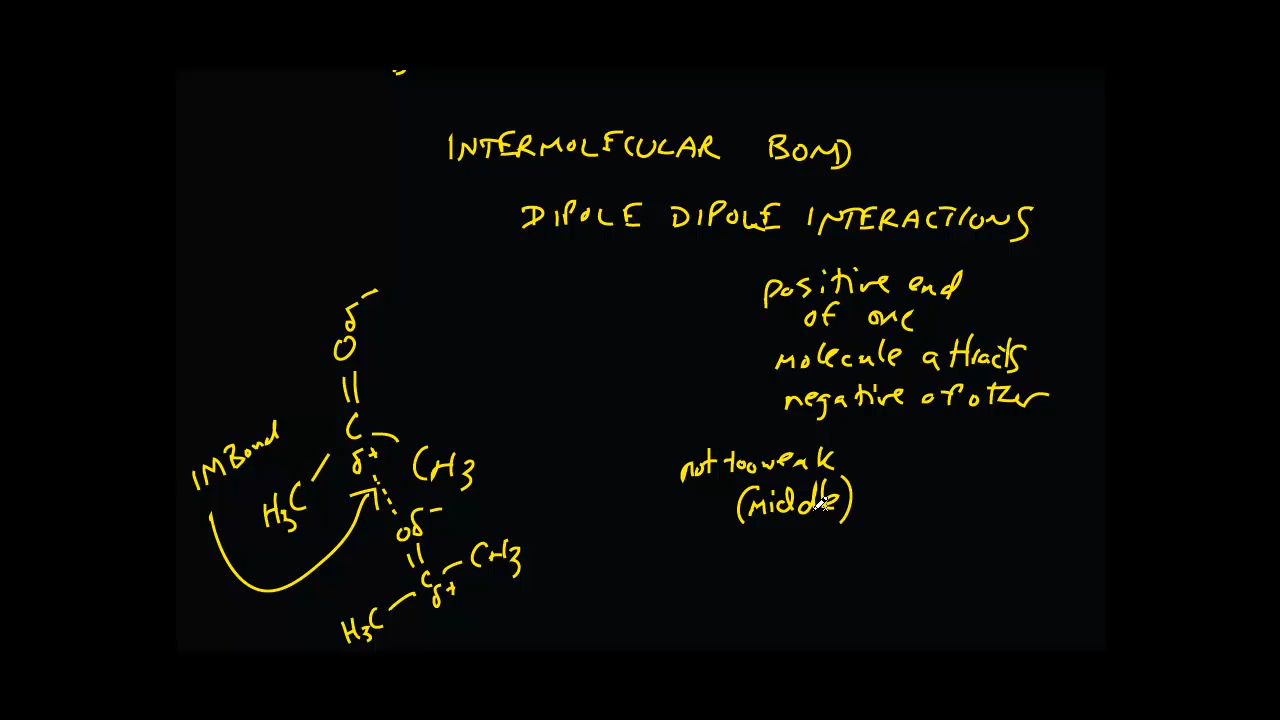 INTERMOLECULAR BOND
DIPOLE DIPOLE INTERACTIONS
positive end
of one
molecule attracts
negative of other
not too weak
(middle)
δ-
O
C
δ+
CH3
H3C
IM Bond
Oδ-
C
δ+
CH3
H3C